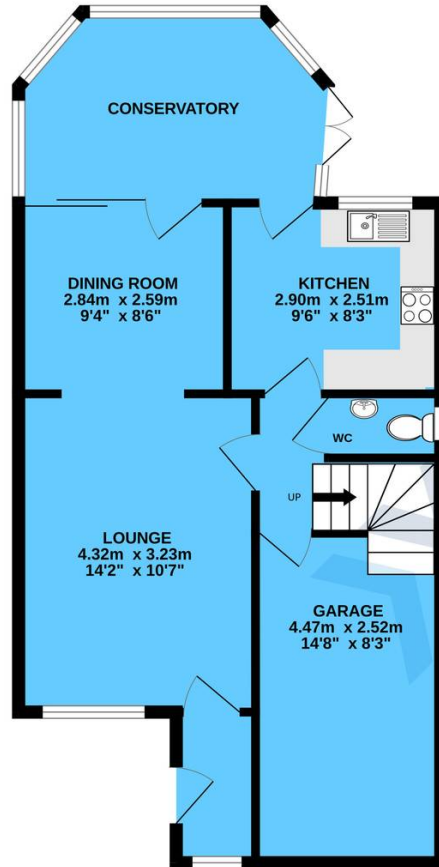 CONSERVATORY
DINING ROOM
2.84m x 2.59m
9'4" x 8'6"
KITCHEN
2.90m x 2.51m
9'6" x 8'3"
WC
UP
LOUNGE
4.32m x 3.23m
14'2" x 10'7"
GARAGE
4.47m x 2.52m
14'8" x 8'3"